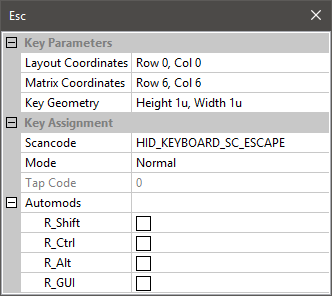 Esc
Key Parameters
Layout Coordinates Row 0, Col 0
Matrix Coordinates Row 6, Col 6
Key Geometry Height 1u, Width 1u
Key Assignment
Scancode HID_KEYBOARD_SC_ESCAPE
Mode Normal
Tap Code 0
Automods
R_Shift
R_Ctrl
R_Alt
R_GUI